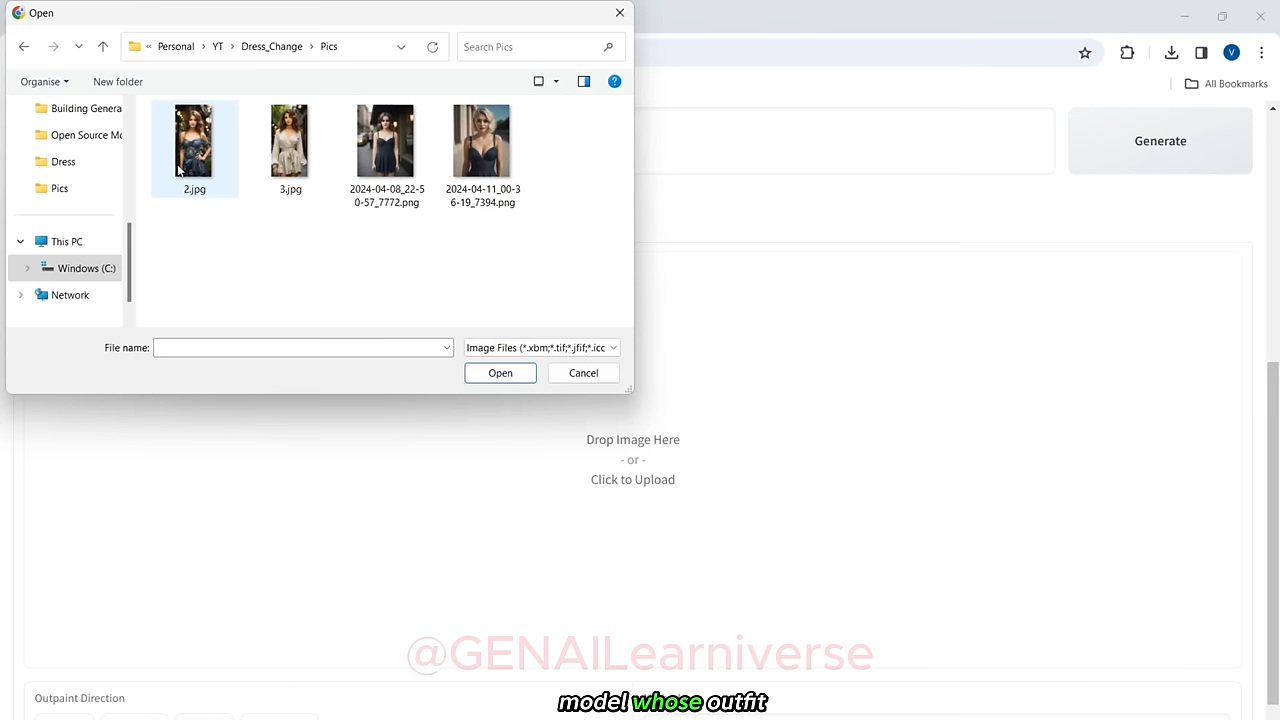 Open
Personal > YT > Dress_Change > Pics
Search Pics
Organise
New folder
Building Genera
Open Source Mo
Dress
Pics
This PC
Windows (C:)
Network
2.jpg
3.jpg
2024-04-08_22-5
0-57_7772.png
2024-04-11_00-3
6-19_7394.png
File name:
Image Files (*.xbm;*.tif;*.jfif;*.icc
Open
Cancel
V
All Bookmarks
Generate
Drop Image Here
- or -
Click to Upload
@GENAILearniverse
Outpaint Direction
model whose outfit